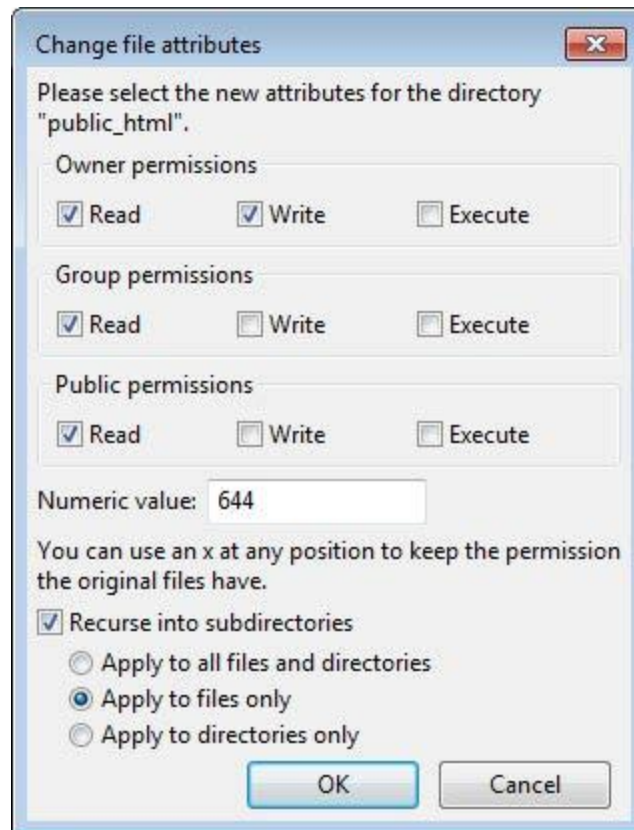 Change file attributes
Please select the new attributes for the directory
"public_html".
Owner permissions
Read Write Execute
Group permissions
Read Write Execute
Public permissions
Read Write Execute
Numeric value: 644
You can use an x at any position to keep the permission
the original files have.
Recurse into subdirectories
Apply to all files and directories
Apply to files only
Apply to directories only
OK Cancel